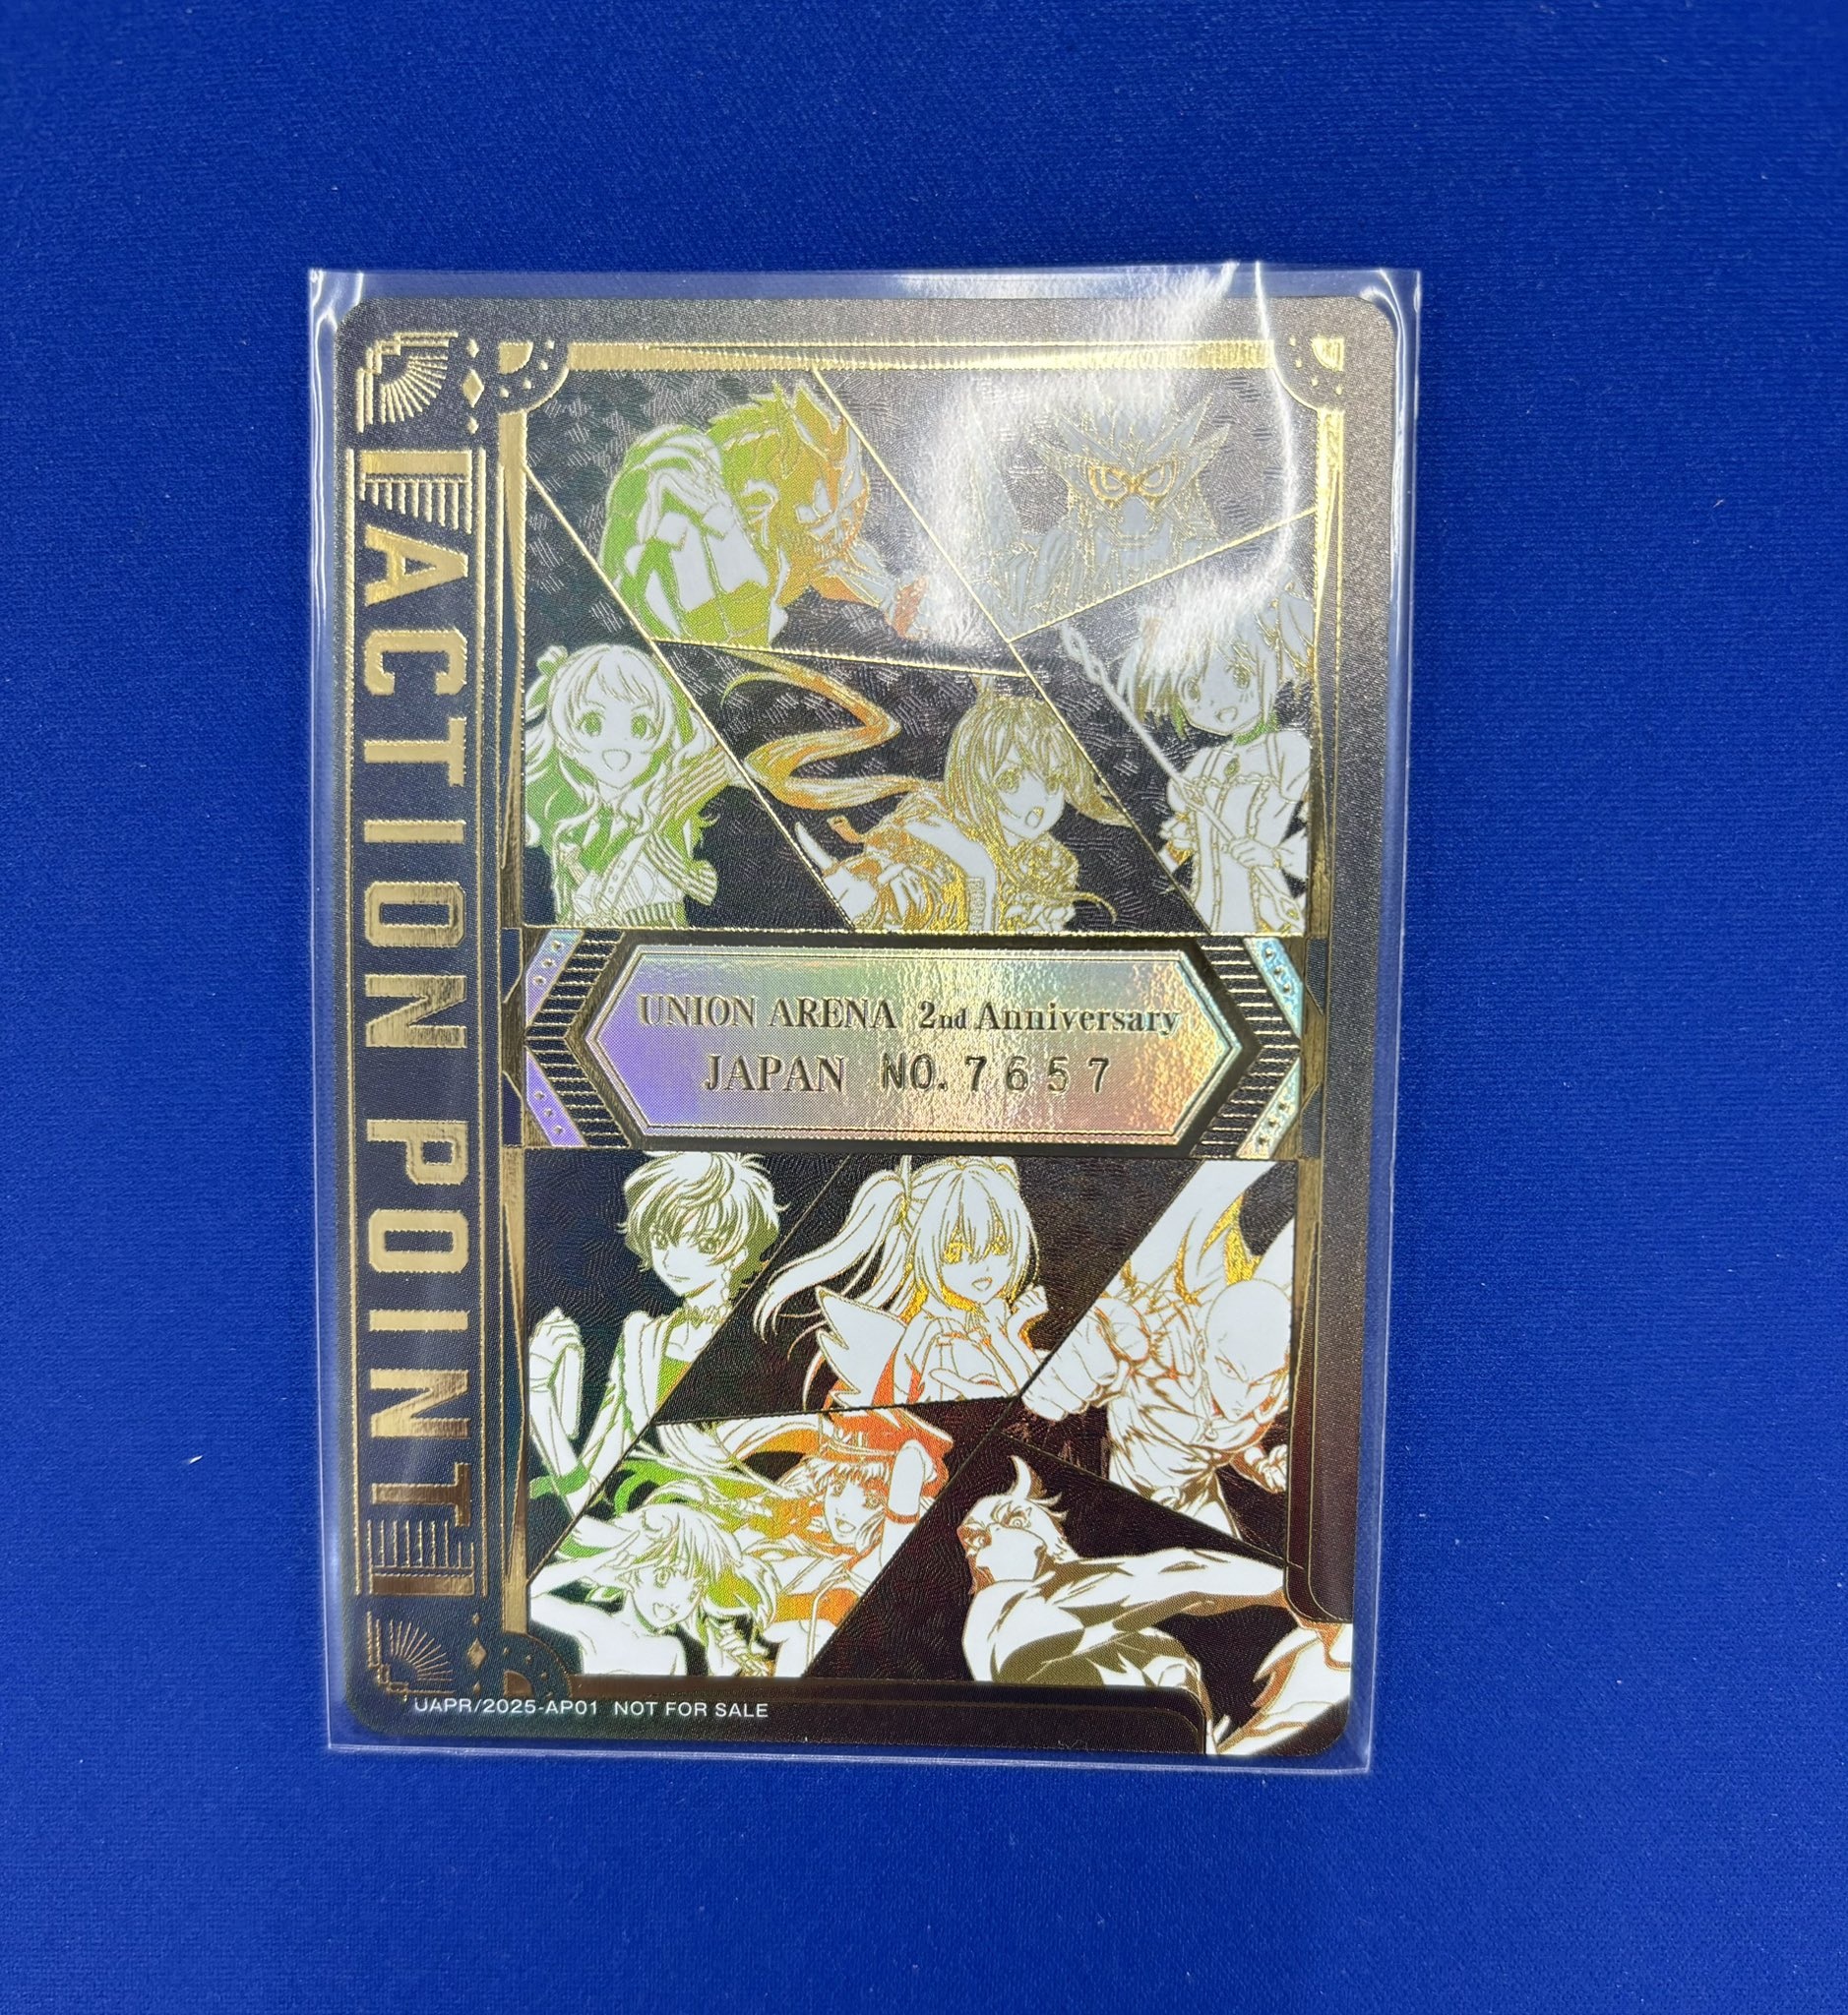 ACTION POINT
UNION ARENA 2nd Anniversary
JAPAN NO. 7657
UAPR/2025-AP01 NOT FOR SALE